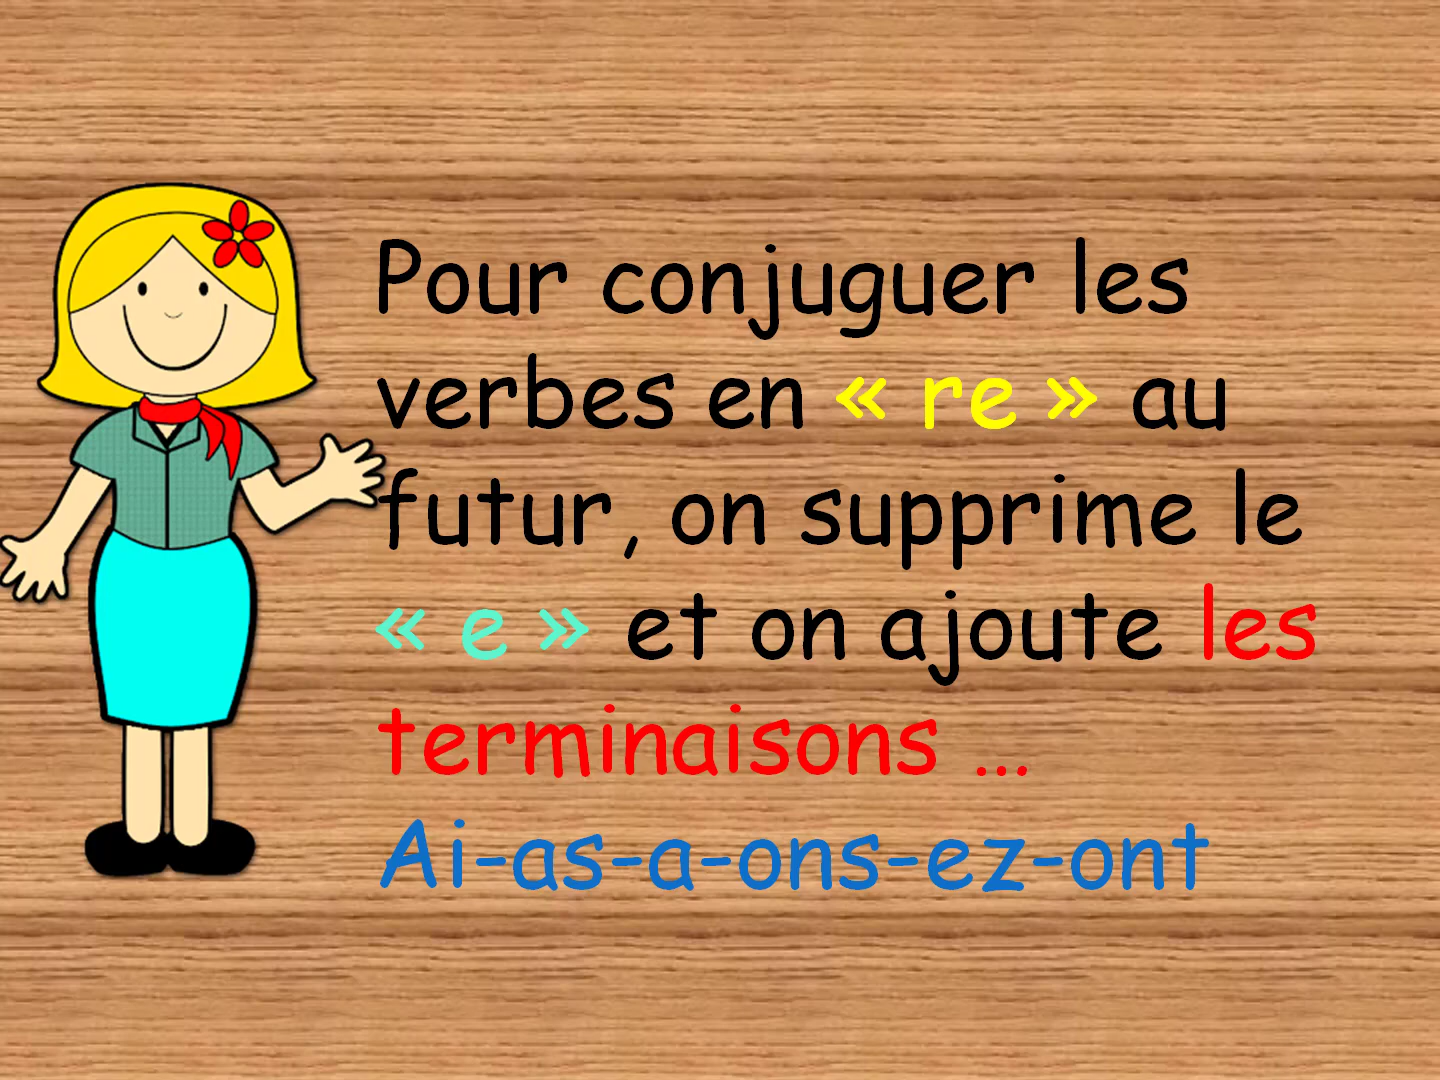 Pour conjuguer les
verbes en « re » au
futur, on supprime le
« e » et on ajoute les
terminaisons …
Ai-as-a-ons-ez-ont